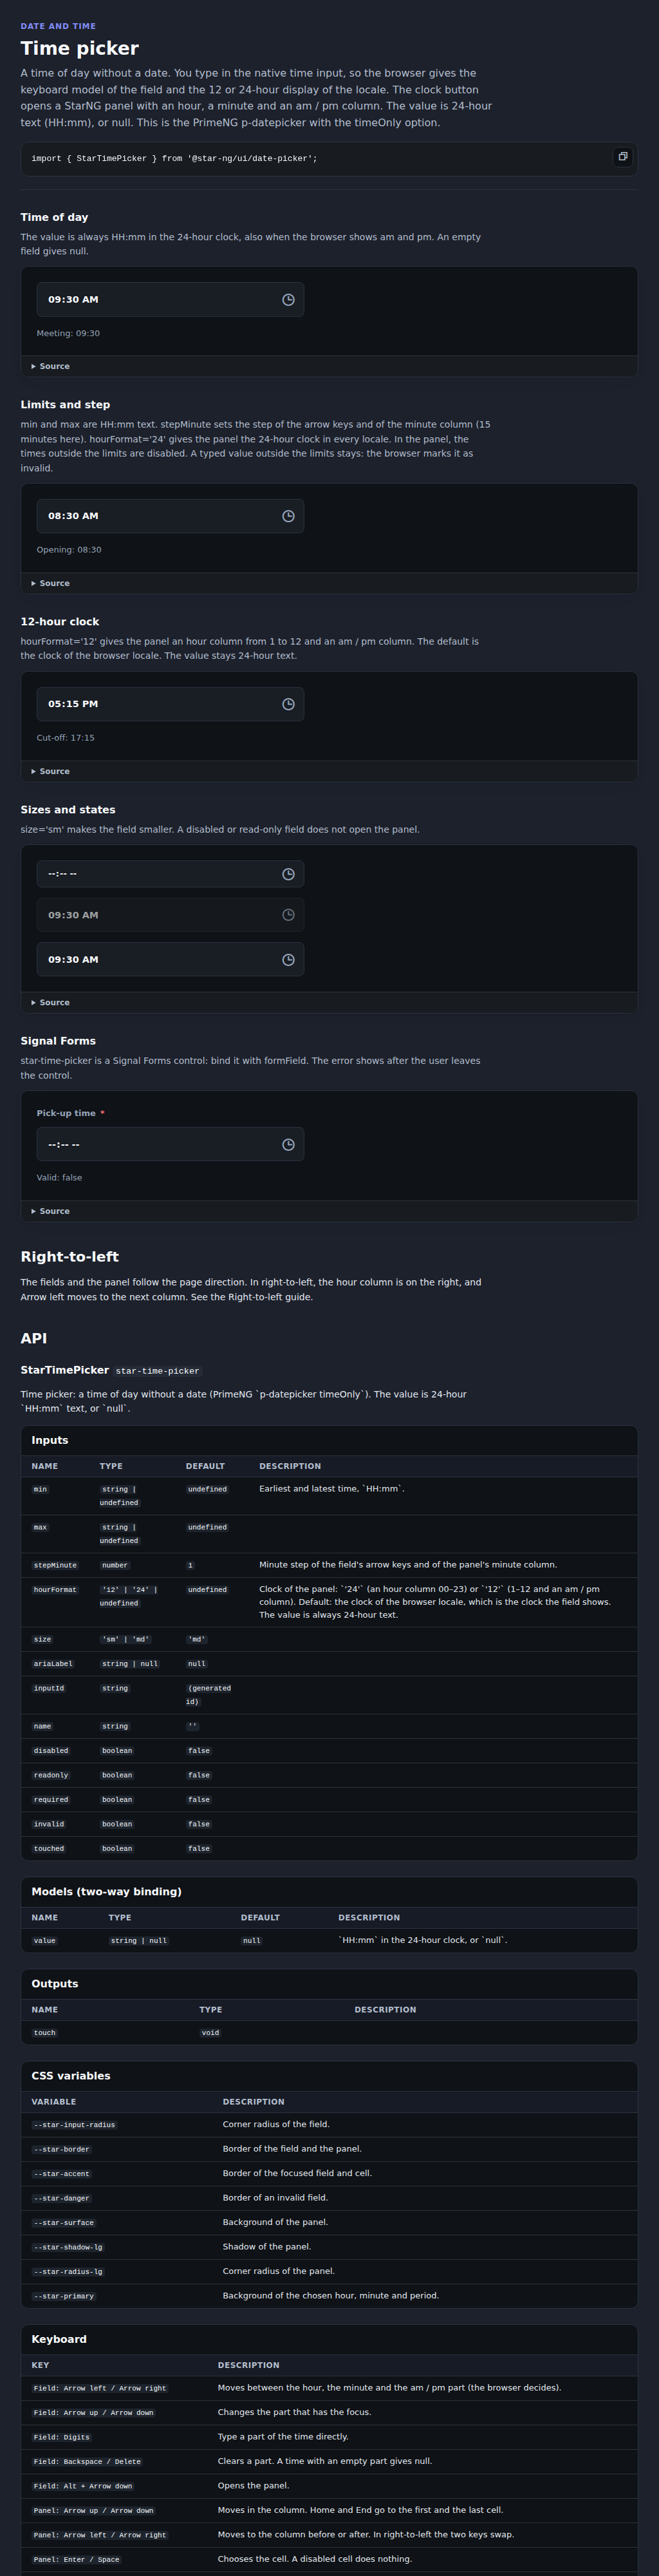 DATE AND TIME
Time picker
A time of day without a date. You type in the native time input, so the browser gives the
keyboard model of the field and the 12 or 24-hour display of the locale. The clock button
opens a StarNG panel with an hour, a minute and an am / pm column. The value is 24-hour
text (HH:mm), or null. This is the PrimeNG p-datepicker with the timeOnly option.
import { StarTimePicker } from '@star-ng/ui/date-picker';
Time of day
The value is always HH:mm in the 24-hour clock, also when the browser shows am and pm. An empty
field gives null.
09:30 AM
Meeting: 09:30
Source
Limits and step
min and max are HH:mm text. stepMinute sets the step of the arrow keys and of the minute column (15
minutes here). hourFormat='24' gives the panel the 24-hour clock in every locale. In the panel, the
times outside the limits are disabled. A typed value outside the limits stays: the browser marks it as
invalid.
08:30 AM
Opening: 08:30
Source
12-hour clock
hourFormat='12' gives the panel an hour column from 1 to 12 and an am / pm column. The default is
the clock of the browser locale. The value stays 24-hour text.
05:15 PM
Cut-off: 17:15
Source
Sizes and states
size='sm' makes the field smaller. A disabled or read-only field does not open the panel.
--:-- --
09:30 AM
09:30 AM
Source
Signal Forms
star-time-picker is a Signal Forms control: bind it with formField. The error shows after the user leaves
the control.
Pick-up time *
--:-- --
Valid: false
Source
Right-to-left
The fields and the panel follow the page direction. In right-to-left, the hour column is on the right, and
Arrow left moves to the next column. See the Right-to-left guide.
API
StarTimePicker star-time-picker
Time picker: a time of day without a date (PrimeNG `p-datepicker timeOnly`). The value is 24-hour
`HH:mm` text, or `null`.
Inputs
NAME TYPE DEFAULT DESCRIPTION
min string | undefined undefined Earliest and latest time, `HH:mm`.
max string | undefined undefined
stepMinute number 1 Minute step of the field's arrow keys and of the panel's minute column.
hourFormat '12' | '24' | undefined undefined Clock of the panel: `'24'` (an hour column 00–23) or `'12'` (1–12 and an am / pm
column). Default: the clock of the browser locale, which is the clock the field shows.
The value is always 24-hour text.
size 'sm' | 'md' 'md'
ariaLabel string | null null
inputId string (generated id)
name string ''
disabled boolean false
readonly boolean false
required boolean false
invalid boolean false
touched boolean false
Models (two-way binding)
NAME TYPE DEFAULT DESCRIPTION
value string | null null `HH:mm` in the 24-hour clock, or `null`.
Outputs
NAME TYPE DESCRIPTION
touch void
CSS variables
VARIABLE DESCRIPTION
--star-input-radius Corner radius of the field.
--star-border Border of the field and the panel.
--star-accent Border of the focused field and cell.
--star-danger Border of an invalid field.
--star-surface Background of the panel.
--star-shadow-lg Shadow of the panel.
--star-radius-lg Corner radius of the panel.
--star-primary Background of the chosen hour, minute and period.
Keyboard
KEY DESCRIPTION
Field: Arrow left / Arrow right Moves between the hour, the minute and the am / pm part (the browser decides).
Field: Arrow up / Arrow down Changes the part that has the focus.
Field: Digits Type a part of the time directly.
Field: Backspace / Delete Clears a part. A time with an empty part gives null.
Field: Alt + Arrow down Opens the panel.
Panel: Arrow up / Arrow down Moves in the column. Home and End go to the first and the last cell.
Panel: Arrow left / Arrow right Moves to the column before or after. In right-to-left the two keys swap.
Panel: Enter / Space Chooses the cell. A disabled cell does nothing.